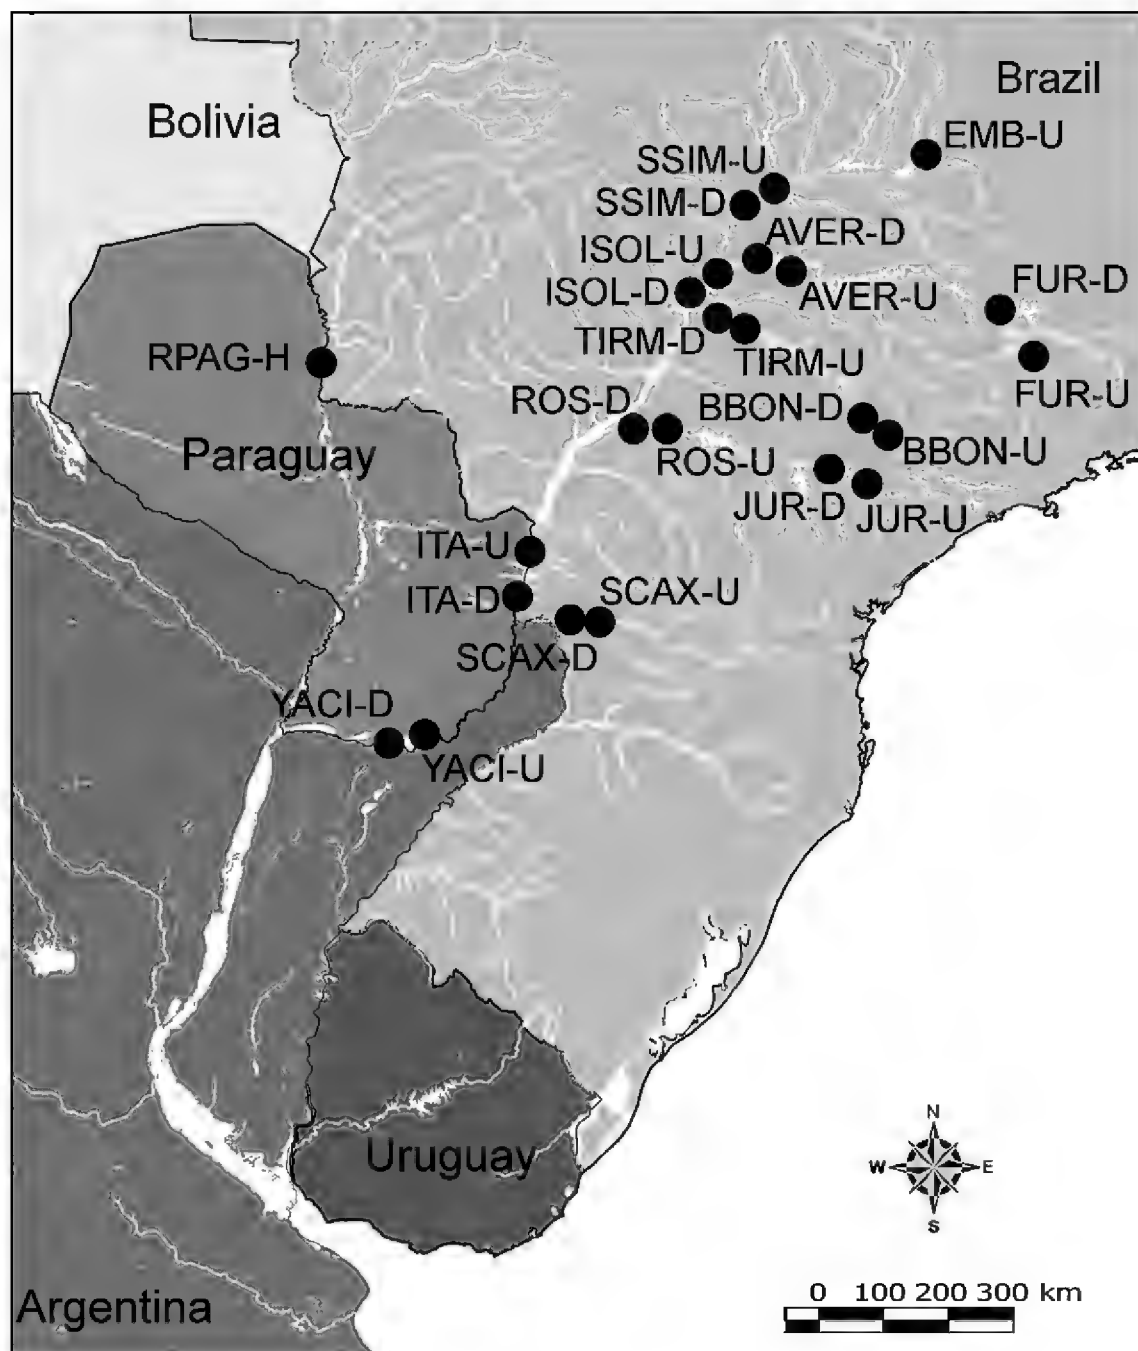 Brazil
Bolivia
EMB-U
SSIM-U
SSIM-D
AVER-D
ISOL-U
FUR-D
ISOL-D
AVER-U
TIRM-D
RPAG-H
TIRM-U
FUR-U
ROS-D
BBON-D
Paraguay
ROS-U
BBON-U
JUR-D
JUR-U
ITA-U
ITA-D
SCAX-U
SCAX-D
YACI-D
YACI-U
N
W
E
S
Uruguay
Argentina
0 100 200 300 km